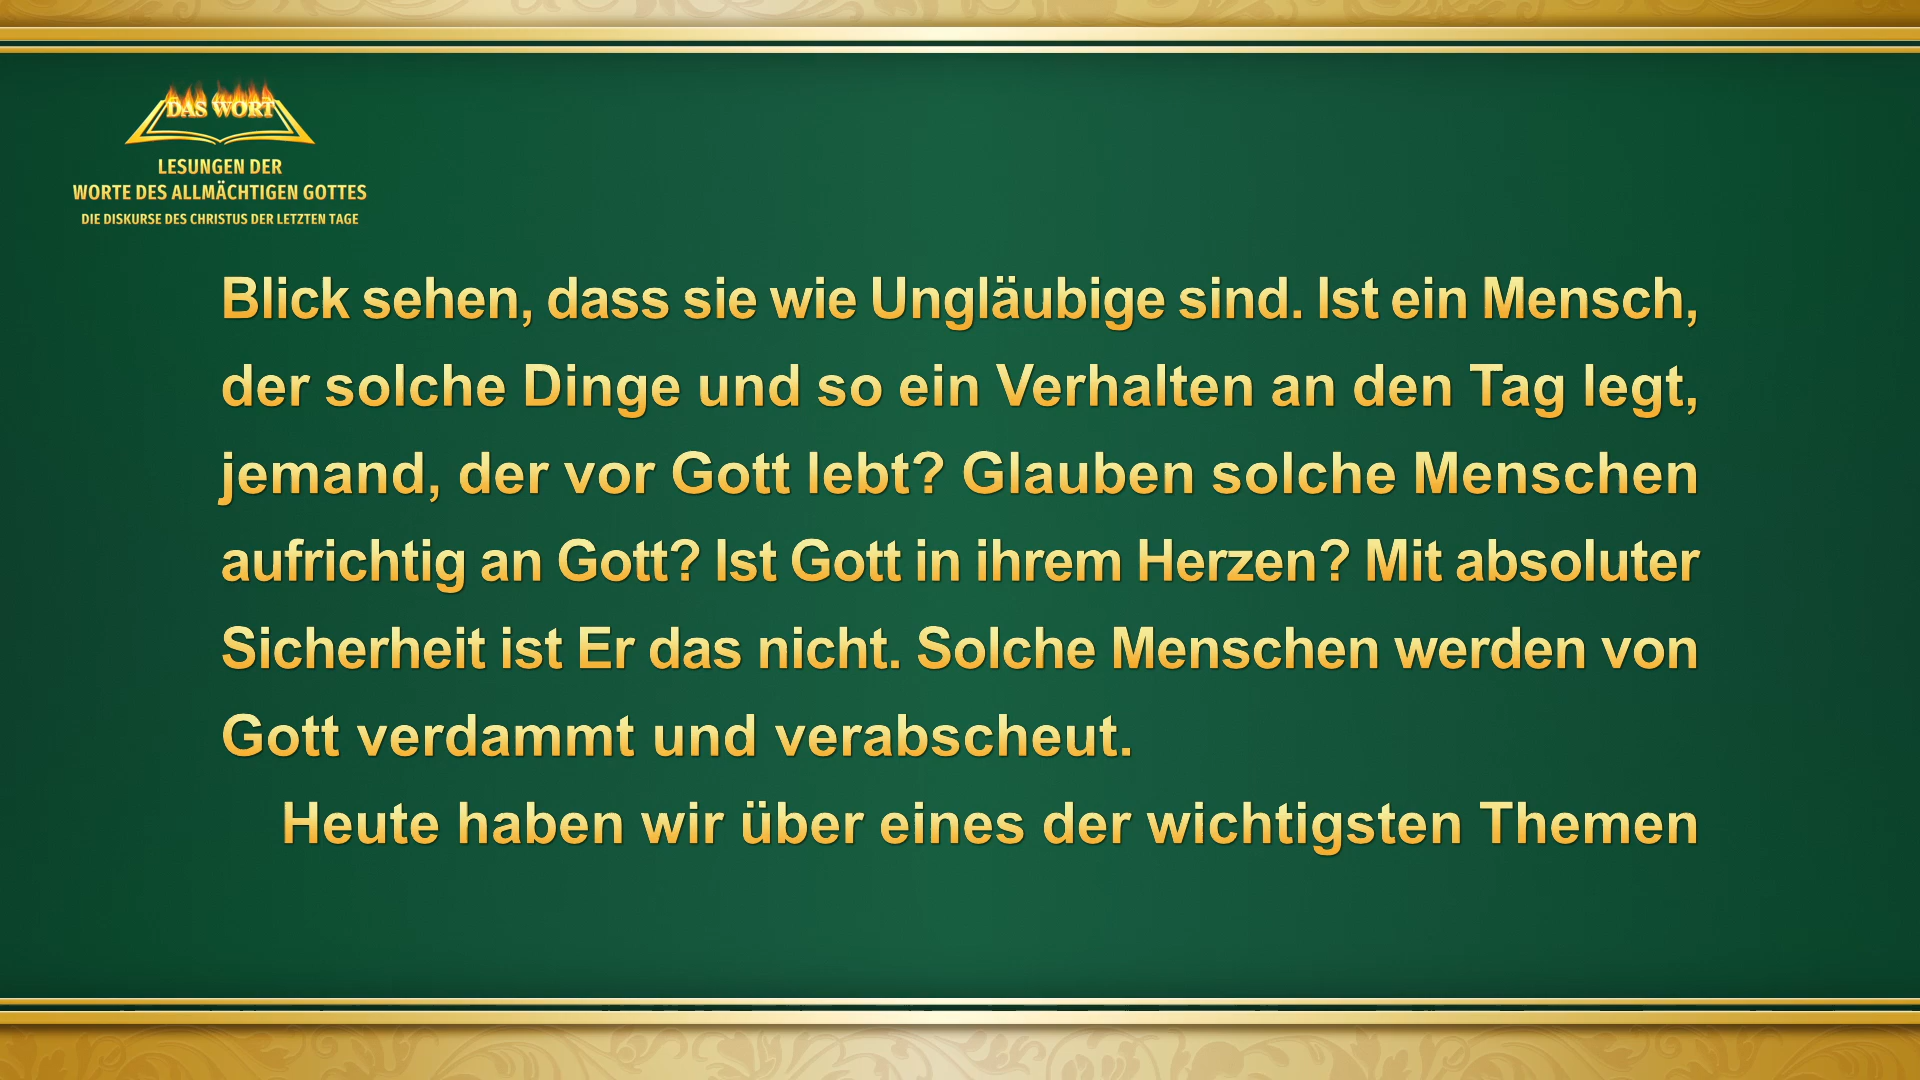 DAS WORT
LESUNGEN DER
WORTE DES ALLMÄCHTIGEN GOTTES
DIE DISKURSE DES CHRISTUS DER LETZTEN TAGE
Blick sehen, dass sie wie Ungläubige sind. Ist ein Mensch,
der solche Dinge und so ein Verhalten an den Tag legt,
jemand, der vor Gott lebt? Glauben solche Menschen
aufrichtig an Gott? Ist Gott in ihrem Herzen? Mit absoluter
Sicherheit ist Er das nicht. Solche Menschen werden von
Gott verdammt und verabscheut.
Heute haben wir über eines der wichtigsten Themen